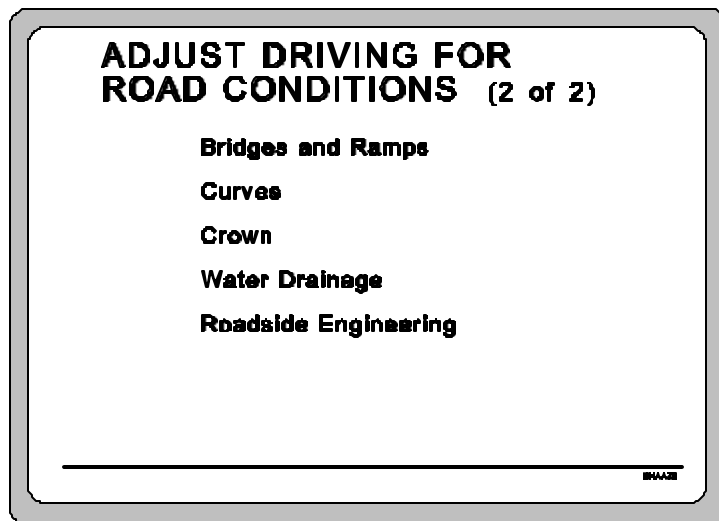 ADJUST DRIVING FOR
ROAD CONDITIONS (2 of 2)
Bridges and Ramps
Curves
Crown
Water Drainage
Roadside Engineering